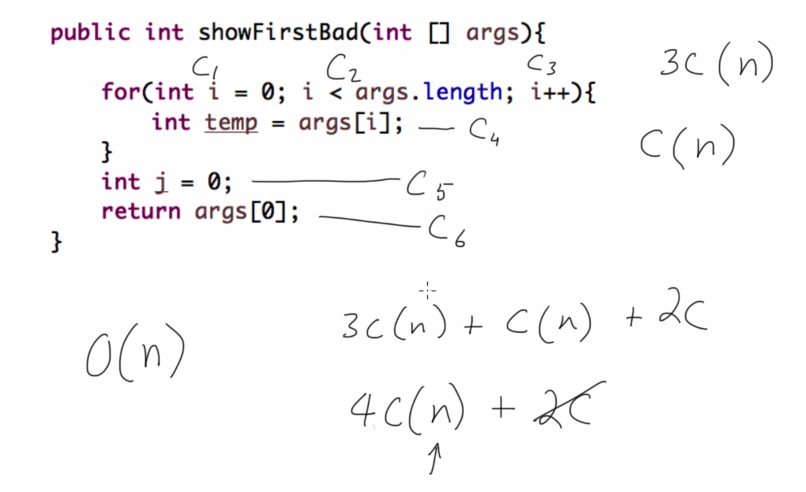 public int showFirstBad(int [] args){
C1 C2 C3
3C(n)
for(int i = 0; i < args.length; i++){
int temp = args[i]; — C4
C(n)
}
int j = 0; — C5
return args[0]; — C6
}
3C(n) + C(n) + 2C
O(n)
4C(n) + 2C
↑